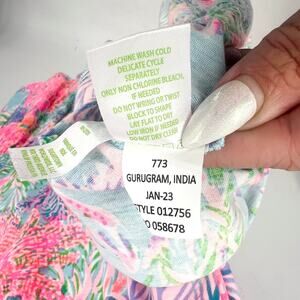 MACHINE WASH COLD
DELICATE CYCLE
SEPARATELY
ONLY NON CHLORINE BLEACH,
IF NEEDED
DO NOT WRING OR TWIST
BLOCK TO SHAPE
LAY FLAT TO DRY
LOW IRON IF NEEDED
DO NOT DRY CLEAN
773
GURUGRAM, INDIA
JAN-23
STYLE 012756
O 058678